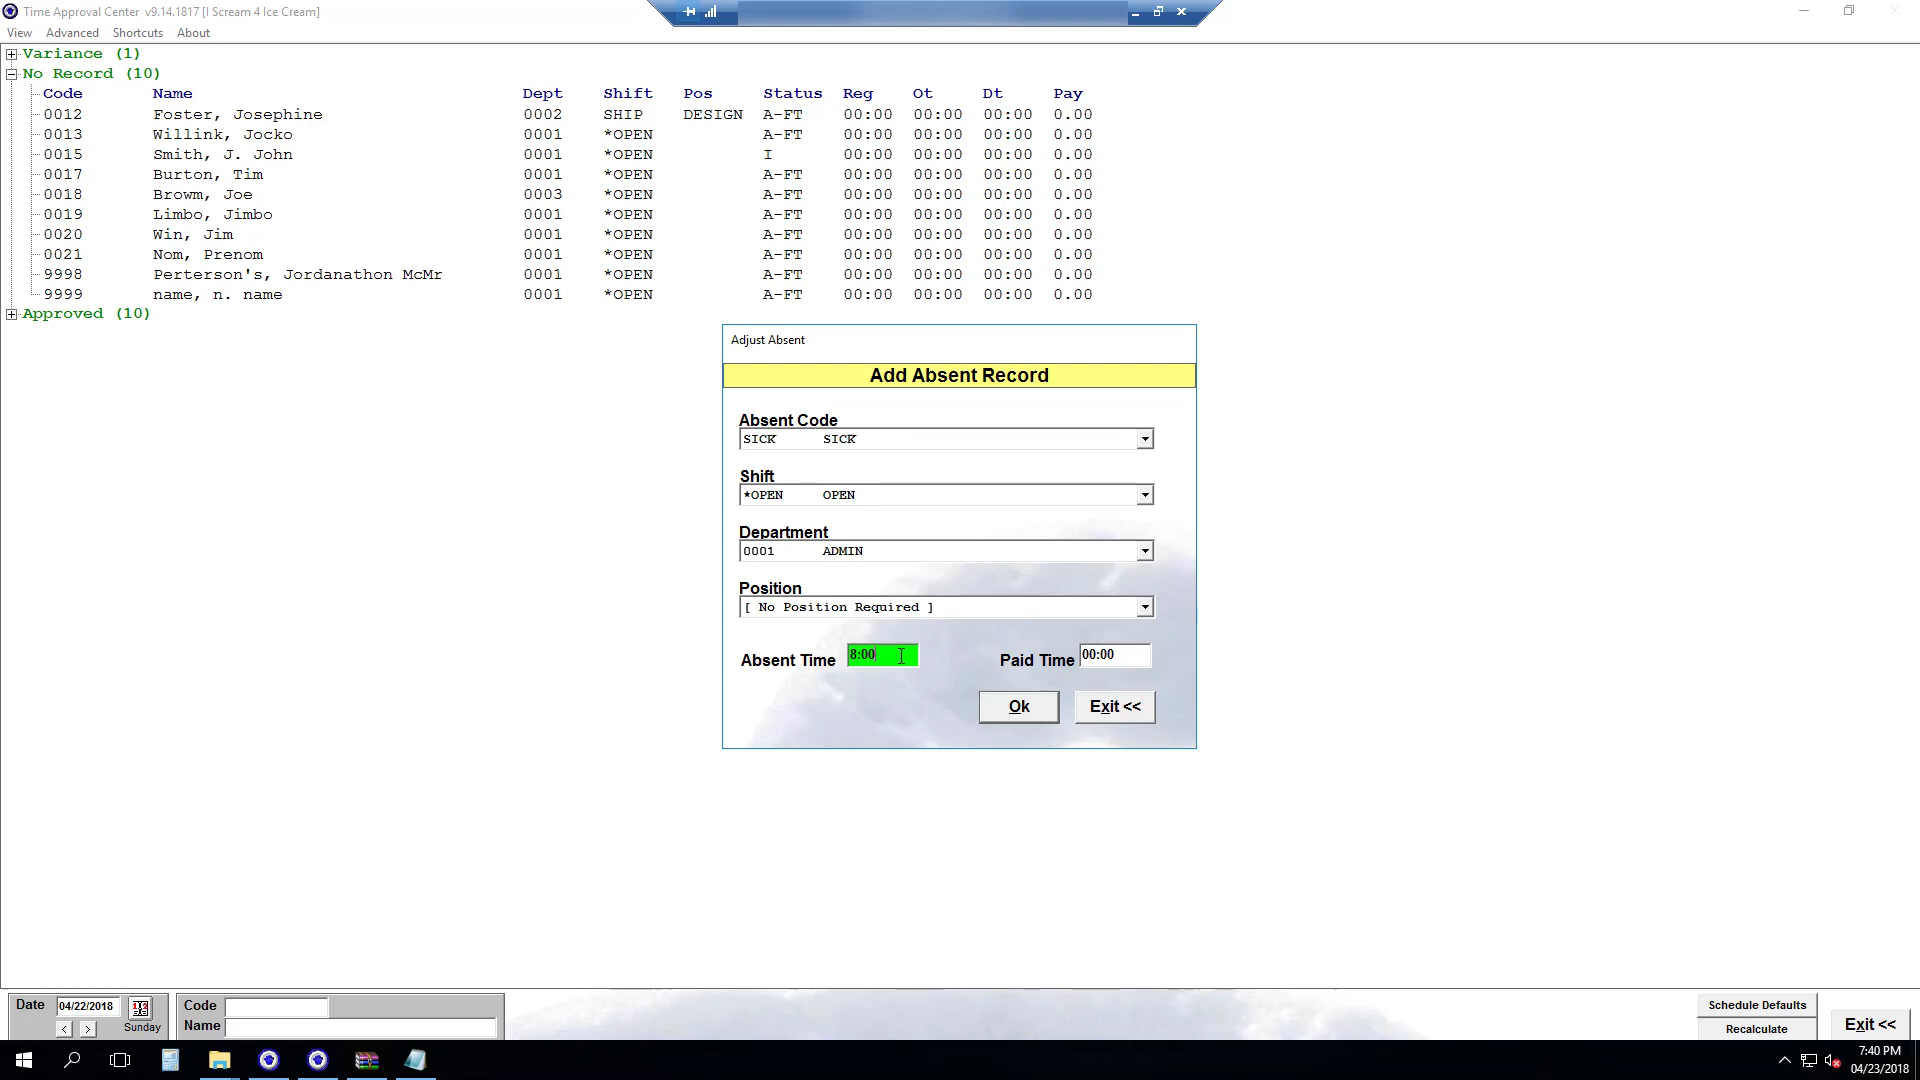 Time Approval Center v9.14.1817 [I Scream 4 Ice Cream]
View Advanced Shortcuts About
Variance (1)
No Record (10)
Code Name Dept Shift Pos Status Reg Ot Dt Pay
0012 Foster, Josephine 0002 SHIP DESIGN A-FT 00:00 00:00 00:00 0.00
0013 Willink, Jocko 0001 *OPEN A-FT 00:00 00:00 00:00 0.00
0015 Smith, J. John 0001 *OPEN I 00:00 00:00 00:00 0.00
0017 Burton, Tim 0001 *OPEN A-FT 00:00 00:00 00:00 0.00
0018 Browm, Joe 0003 *OPEN A-FT 00:00 00:00 00:00 0.00
0019 Limbo, Jimbo 0001 *OPEN A-FT 00:00 00:00 00:00 0.00
0020 Win, Jim 0001 *OPEN A-FT 00:00 00:00 00:00 0.00
0021 Nom, Prenom 0001 *OPEN A-FT 00:00 00:00 00:00 0.00
9998 Perterson's, Jordanathon McMr 0001 *OPEN A-FT 00:00 00:00 00:00 0.00
9999 name, n. name 0001 *OPEN A-FT 00:00 00:00 00:00 0.00
Approved (10)
Adjust Absent
Add Absent Record
Absent Code
SICK SICK
Shift
*OPEN OPEN
Department
0001 ADMIN
Position
[ No Position Required ]
Absent Time 8:00 Paid Time 00:00
Ok Exit <<
Date 04/22/2018 Code Schedule Defaults
< > Sunday Name Recalculate Exit <<
7:40 PM
04/23/2018